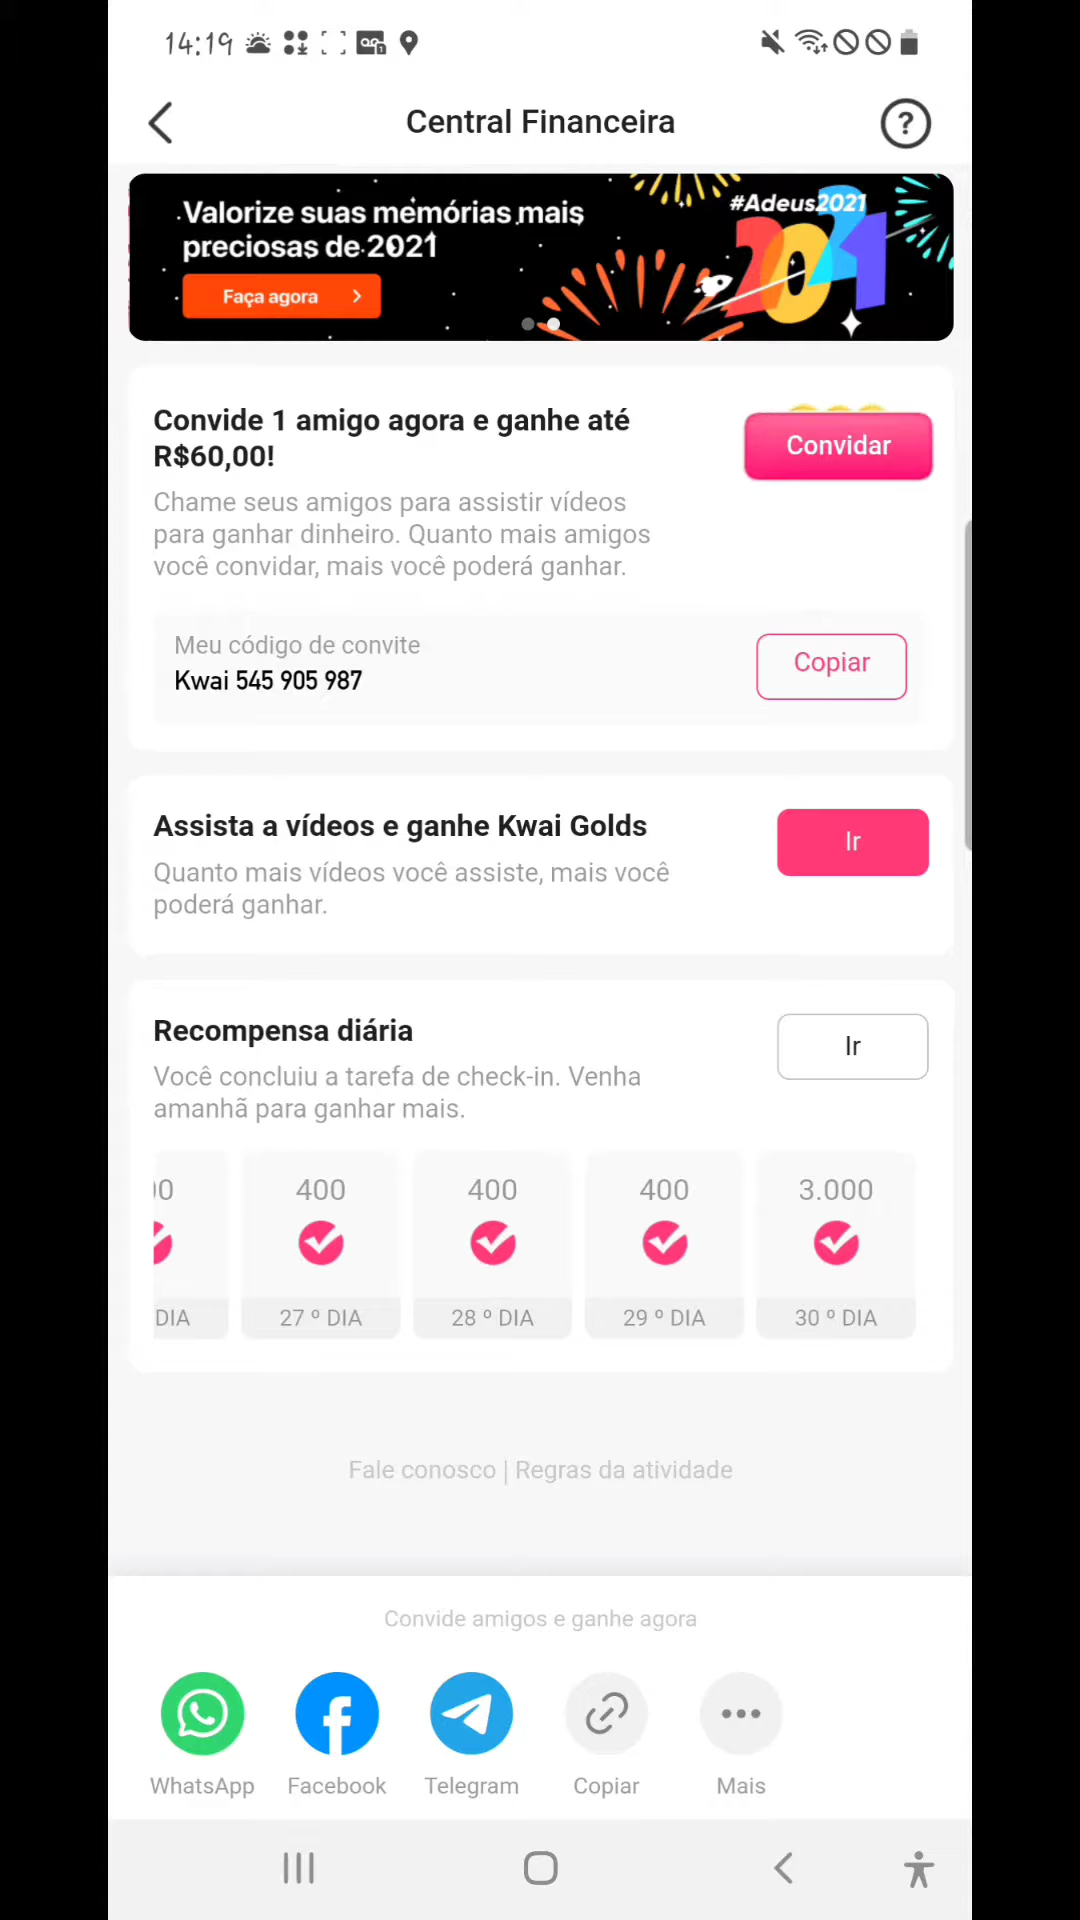 14:19
Central Financeira
?
Valorize suas memórias mais
preciosas de 2021
Faça agora
#Adeus2021
2021
Convide 1 amigo agora e ganhe até
R$60,00!
Convidar
Chame seus amigos para assistir vídeos
para ganhar dinheiro. Quanto mais amigos
você convidar, mais você poderá ganhar.
Meu código de convite
Kwai 545 905 987
Copiar
Assista a vídeos e ganhe Kwai Golds
Ir
Quanto mais vídeos você assiste, mais você
poderá ganhar.
Recompensa diária
Ir
Você concluiu a tarefa de check-in. Venha
amanhã para ganhar mais.
400 400 400 3.000
DIA 27 º DIA 28 º DIA 29 º DIA 30 º DIA
Fale conosco | Regras da atividade
Convide amigos e ganhe agora
WhatsApp Facebook Telegram Copiar Mais